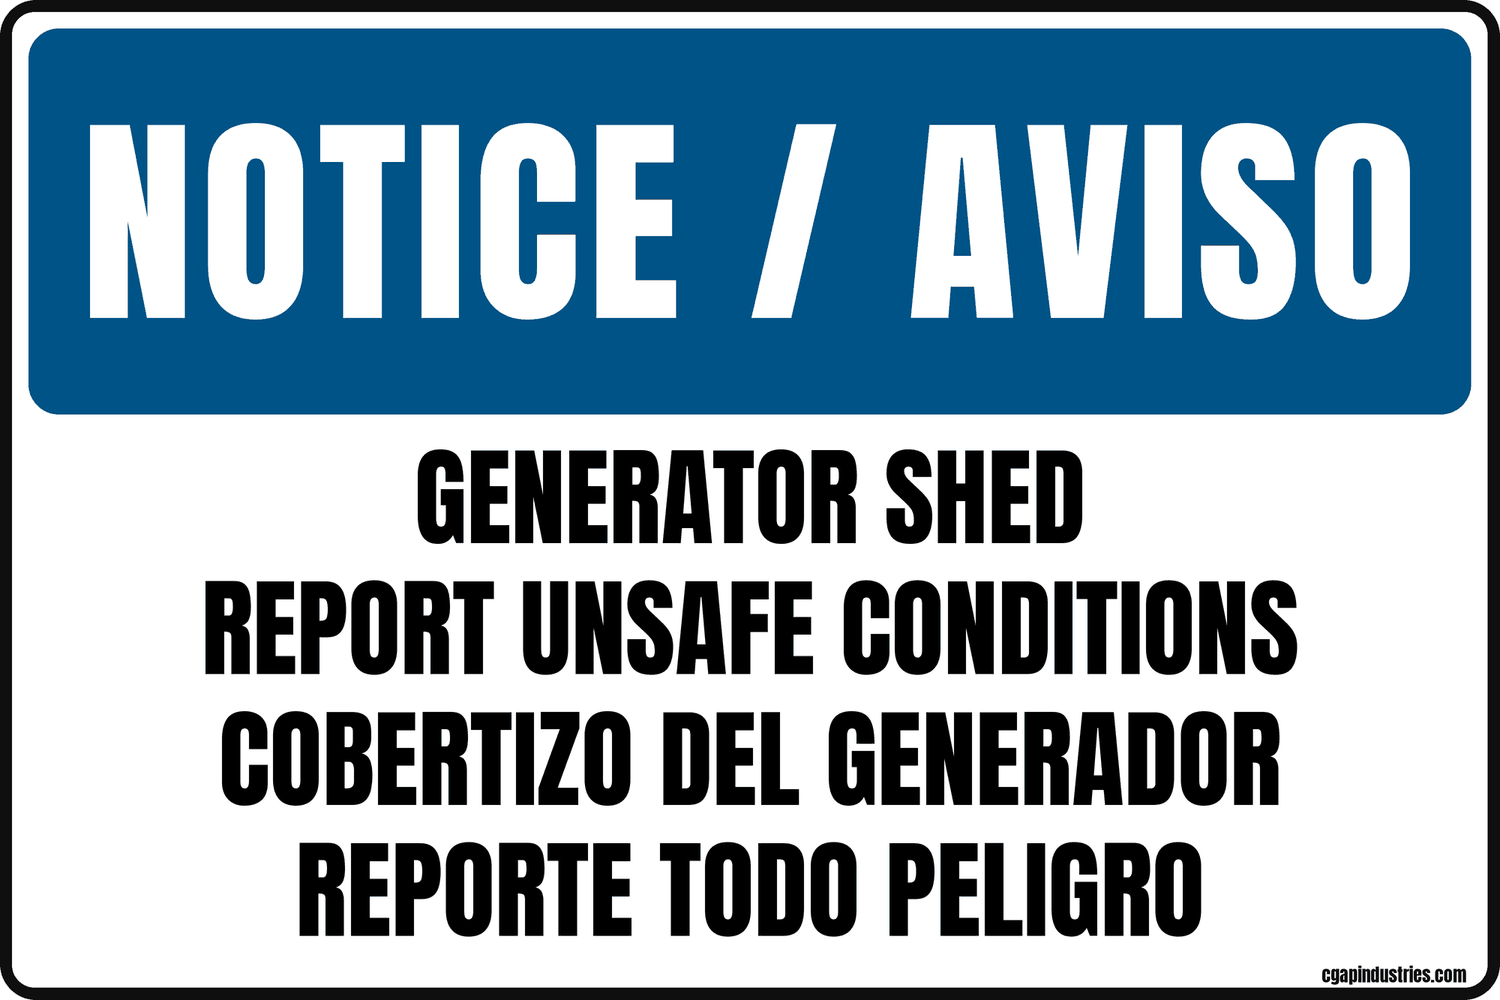 NOTICE / AVISO
GENERATOR SHED
REPORT UNSAFE CONDITIONS
COBERTIZO DEL GENERADOR
REPORTE TODO PELIGRO
cgapindustries.com